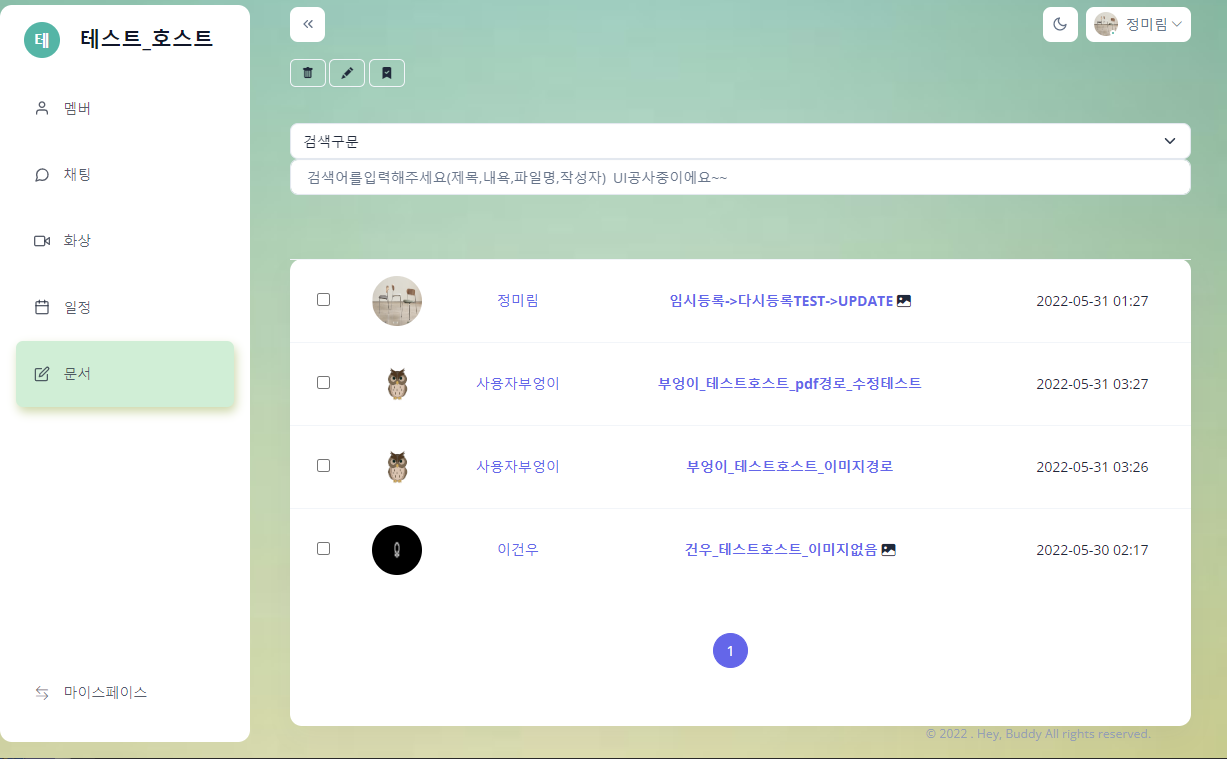 테 테스트_호스트
정미림
멤버
채팅
화상
일정
문서
마이스페이스
검색구문
검색어를입력해주세요(제목,내욕,파일명,작성자) UI공사중이에요~~
정미림 임시등록->다시등록TEST->UPDATE 2022-05-31 01:27
사용자부엉이 부엉이_테스트호스트_pdf경로_수정테스트 2022-05-31 03:27
사용자부엉이 부엉이_테스트호스트_이미지경로 2022-05-31 03:26
이건우 건우_테스트호스트_이미지없음 2022-05-30 02:17
1
© 2022 . Hey, Buddy All rights reserved.